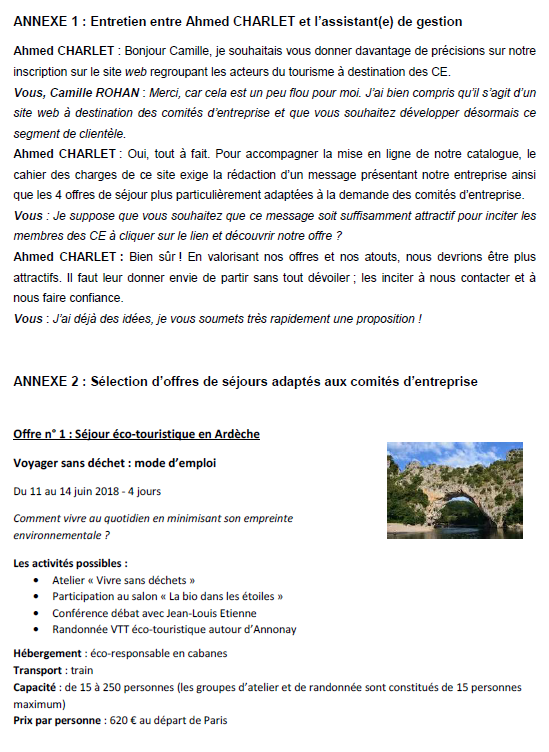 ANNEXE 1 : Entretien entre Ahmed CHARLET et l'assistant(e) de gestion
Ahmed CHARLET : Bonjour Camille, je souhaitais vous donner davantage de précisions sur notre
inscription sur le site web regroupant les acteurs du tourisme à destination des CE.
Vous, Camille ROHAN : Merci, car cela est un peu flou pour moi. J'ai bien compris qu'il s'agit d'un
site web à destination des comités d'entreprise et que vous souhaitez développer désormais ce
segment de clientèle.
Ahmed CHARLET : Oui, tout à fait. Pour accompagner la mise en ligne de notre catalogue, le
cahier des charges de ce site exige la rédaction d'un message présentant notre entreprise ainsi
que les 4 offres de séjour plus particulièrement adaptées à la demande des comités d'entreprise.
Vous : Je suppose que vous souhaitez que ce message soit suffisamment attractif pour inciter les
membres des CE à cliquer sur le lien et découvrir notre offre ?
Ahmed CHARLET : Bien sûr ! En valorisant nos offres et nos atouts, nous devrions être plus
attractifs. Il faut leur donner envie de partir sans tout dévoiler ; les inciter à nous contacter et à
nous faire confiance.
Vous : J'ai déjà des idées, je vous soumets très rapidement une proposition !
ANNEXE 2 : Sélection d'offres de séjours adaptés aux comités d'entreprise
Offre n° 1 : Séjour éco-touristique en Ardèche
Voyager sans déchet : mode d'emploi
Du 11 au 14 juin 2018 - 4 jours
Comment vivre au quotidien en minimisant son empreinte
environnementale ?
Les activités possibles :
• Atelier « Vivre sans déchets »
• Participation au salon « La bio dans les étoiles »
• Conférence débat avec Jean-Louis Etienne
• Randonnée VTT éco-touristique autour d'Annonay
Hébergement : éco-responsable en cabanes
Transport : train
Capacité : de 15 à 250 personnes (les groupes d'atelier et de randonnée sont constitués de 15 personnes
maximum)
Prix par personne : 620 € au départ de Paris